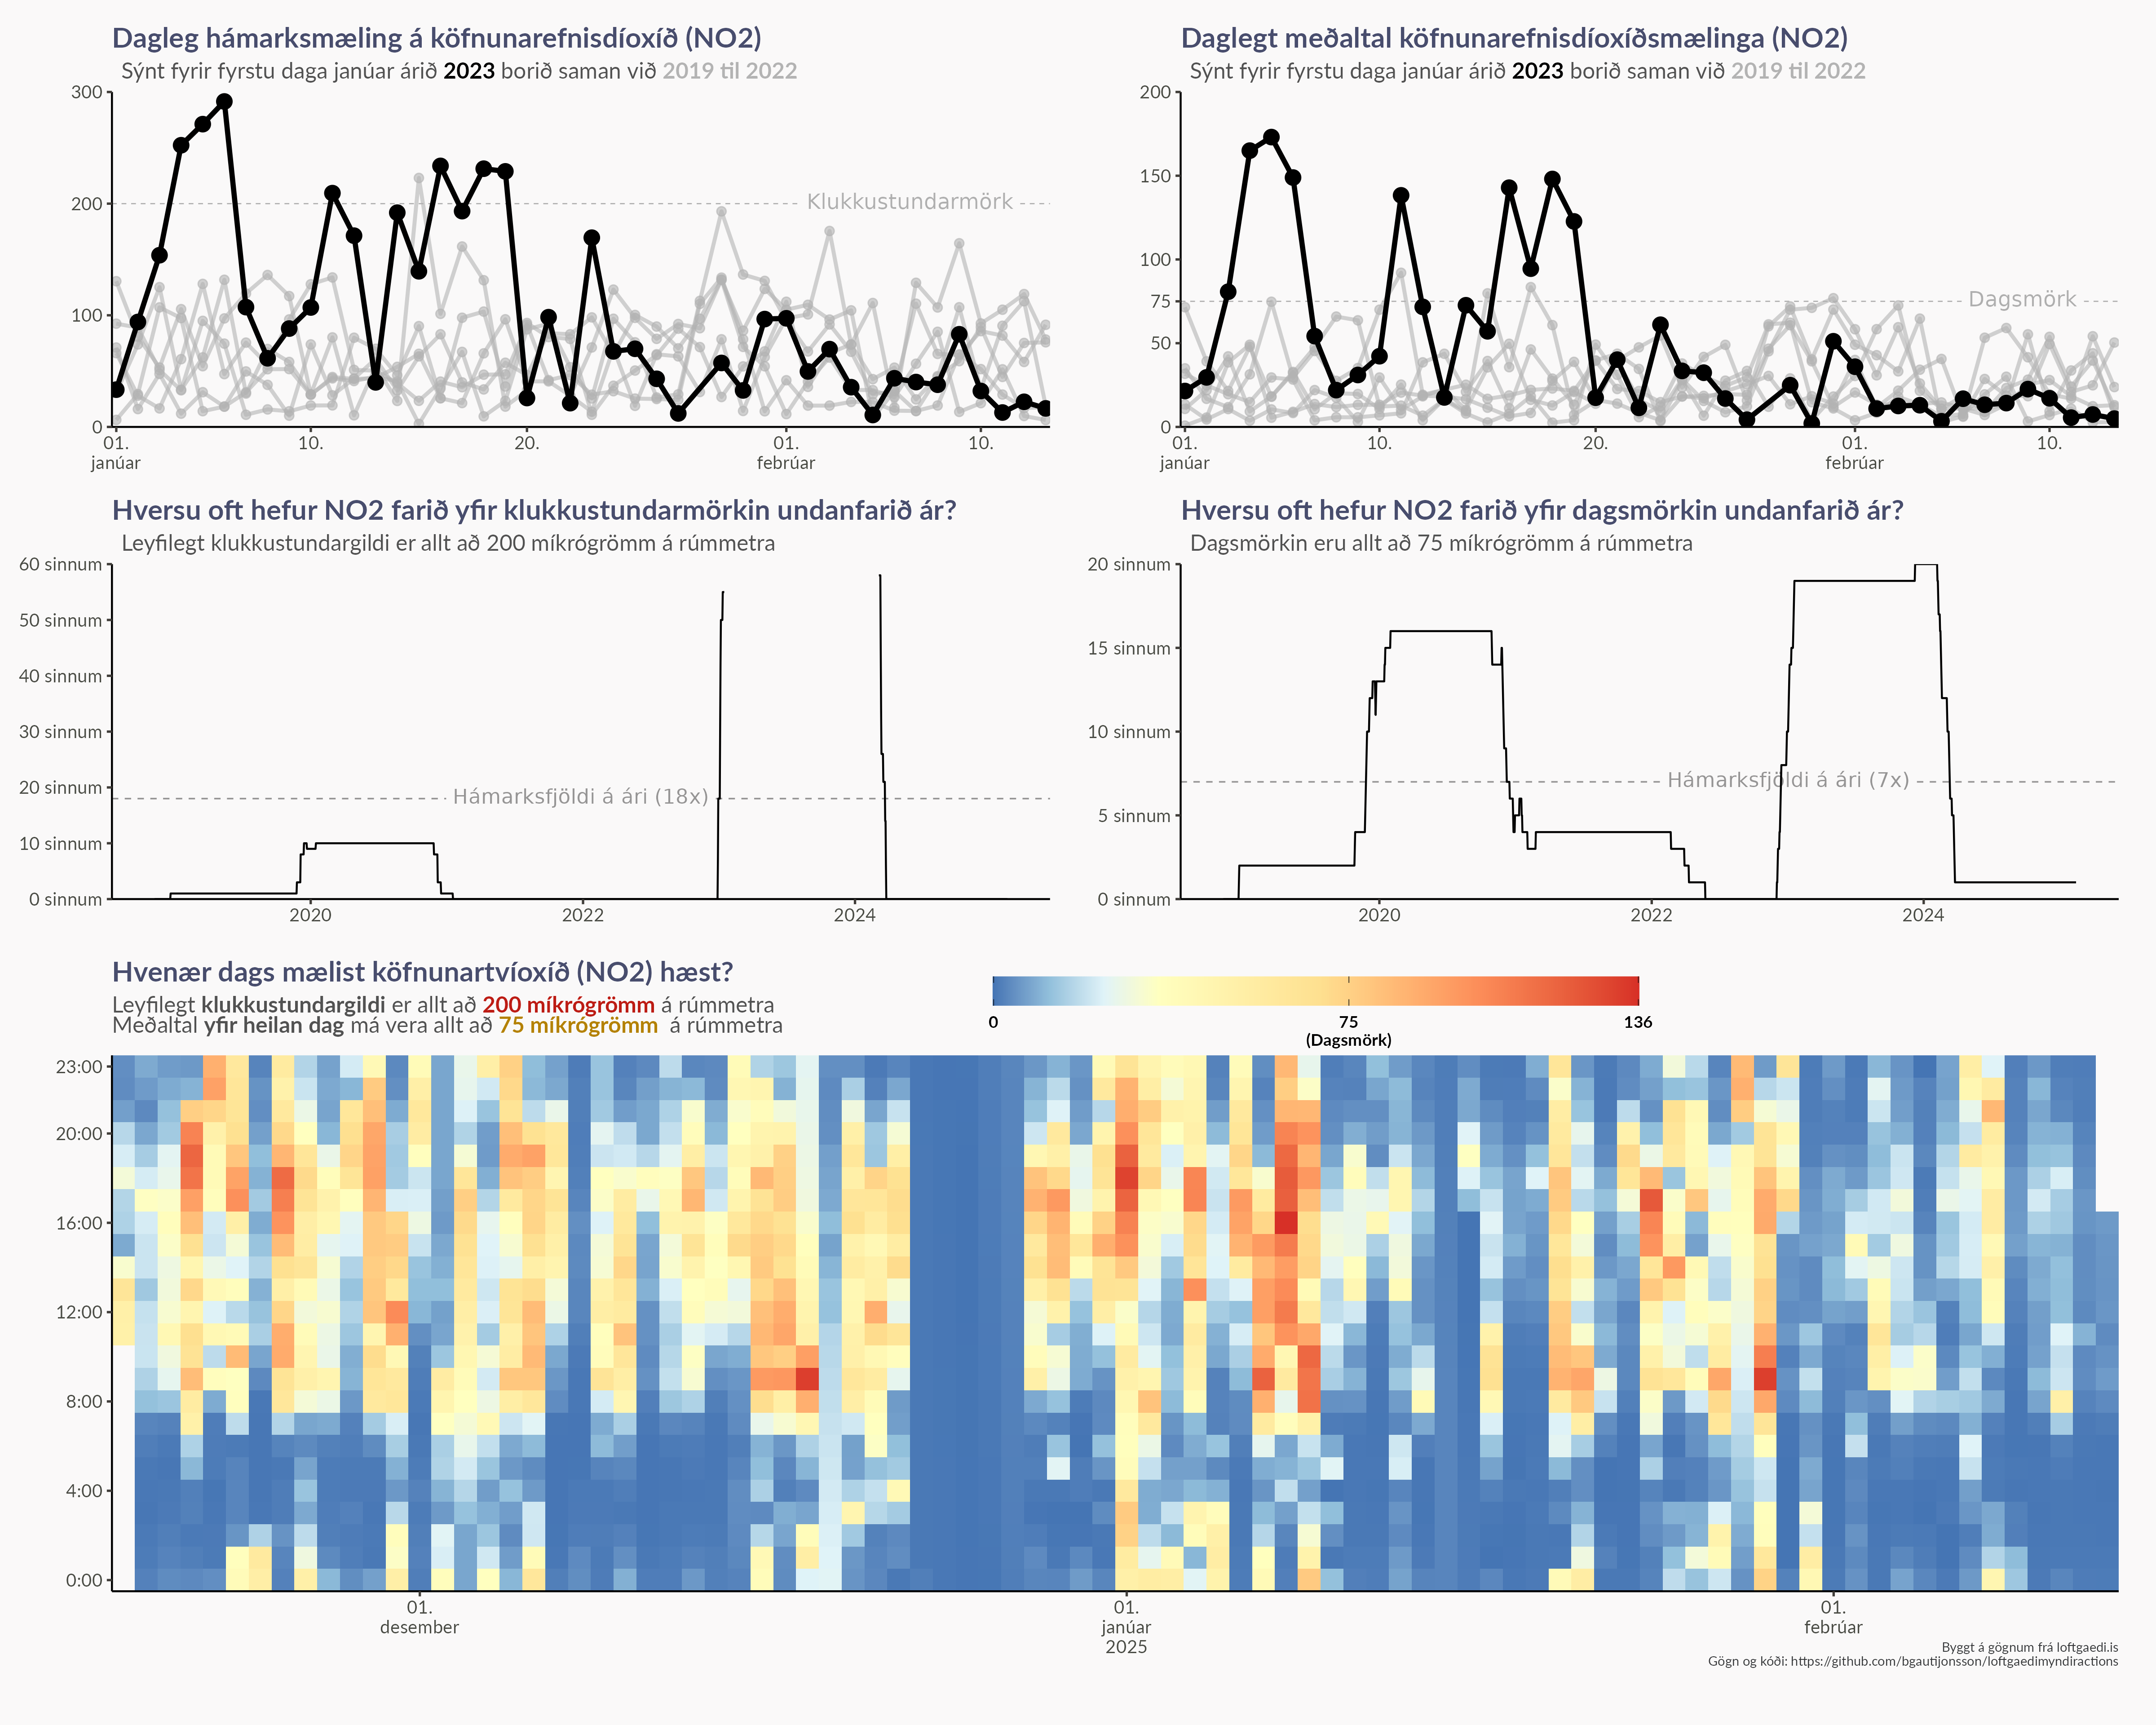 Dagleg hámarksmæling á köfnunarefnisdíoxíð (NO2)
Sýnt fyrir fyrstu daga janúar árið 2023 borið saman við 2019 til 2022
300
200
100
0
Klukkustundarmörk
01. 10. 20. 01. 10.
janúar febrúar
Daglegt meðaltal köfnunarefnisdíoxíðsmælinga (NO2)
Sýnt fyrir fyrstu daga janúar árið 2023 borið saman við 2019 til 2022
200
150
100
75
50
0
Dagsmörk
01. 10. 20. 01. 10.
janúar febrúar
Hversu oft hefur NO2 farið yfir klukkustundarmörkin undanfarið ár?
Leyfilegt klukkustundargildi er allt að 200 míkrógrömm á rúmmetra
60 sinnum
50 sinnum
40 sinnum
30 sinnum
20 sinnum
10 sinnum
0 sinnum
Hámarksfjöldi á ári (18x)
2020 2022 2024
Hversu oft hefur NO2 farið yfir dagsmörkin undanfarið ár?
Dagsmörkin eru allt að 75 míkrógrömm á rúmmetra
20 sinnum
15 sinnum
10 sinnum
5 sinnum
0 sinnum
Hámarksfjöldi á ári (7x)
2020 2022 2024
Hvenær dags mælist köfnunartvíoxíð (NO2) hæst?
Leyfilegt klukkustundargildi er allt að 200 míkrógrömm á rúmmetra
Meðaltal yfir heilan dag má vera allt að 75 míkrógrömm á rúmmetra
0 75 136
(Dagsmörk)
23:00
20:00
16:00
12:00
8:00
4:00
0:00
01. 01. 01.
desember janúar febrúar
2025
Byggt á gögnum frá loftgaedi.is
Gögn og kóði: https://github.com/bgautijonsson/loftgaedimyndiractions